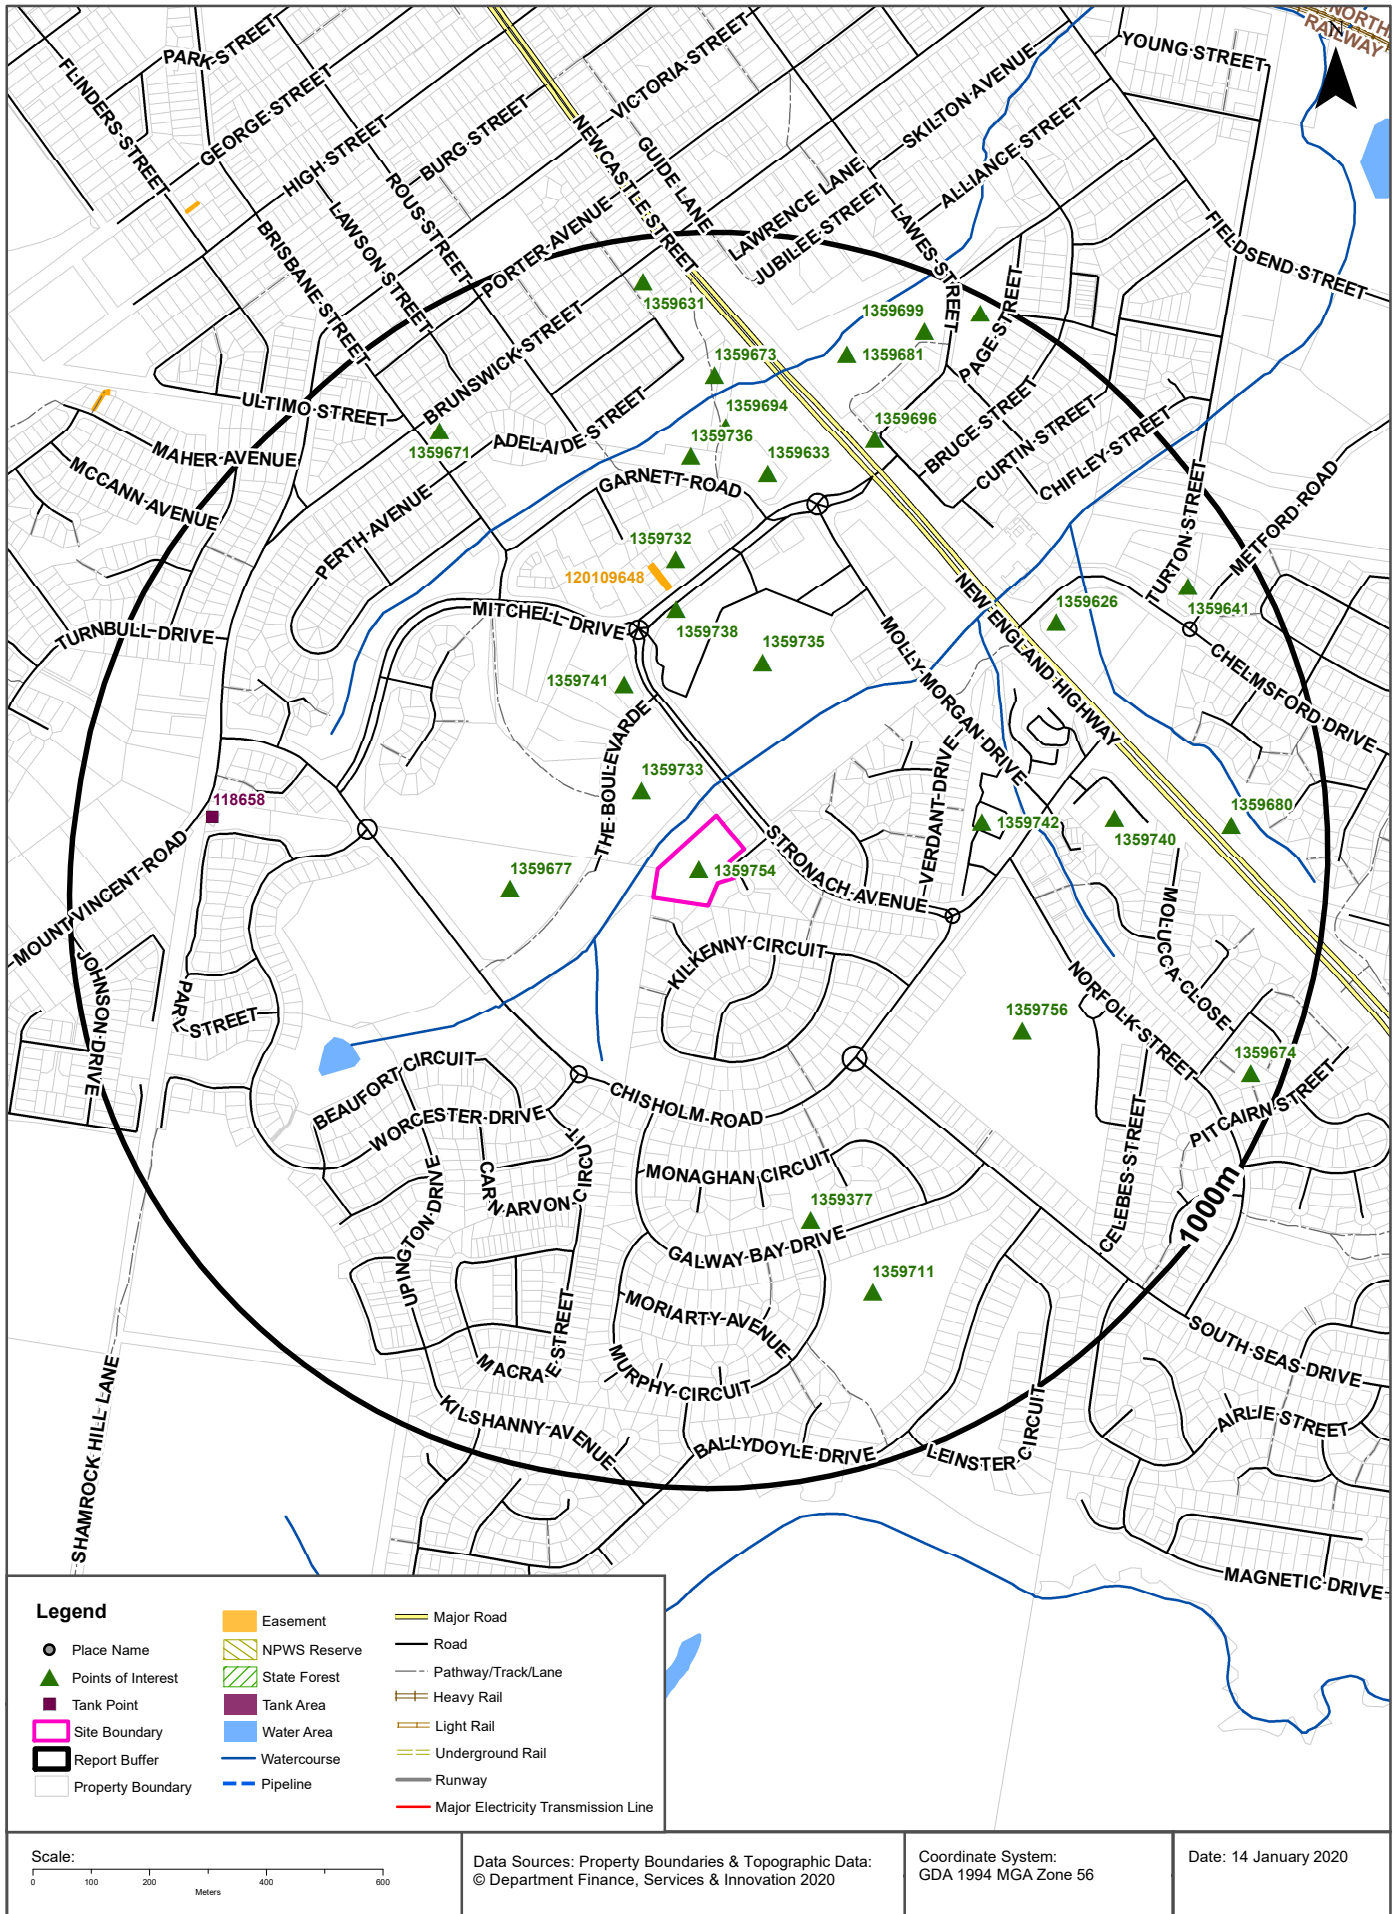 NORTH
RAILWAY
N
YOUNG STREET
PARK STREET
FLINDERS STREET
GEORGE STREET
HIGH STREET
BURG STREET
VICTORIA STREET
NEWCASTLE STREET
GUIDE LANE
SKILTON AVENUE
ALLIANCE STREET
LAWRENCE LANE
JUBILEE STREET
LAWES STREET
FIELDSEND STREET
ROUS STREET
LAWSON STREET
BRISBANE STREET
PORTER AVENUE
PAGE STREET
1359631
1359699
1359681
1359673
BRUNSWICK STREET
ULTIMO STREET
1359694
1359696
1359736
1359633
BRUCE STREET
CURTIN STREET
CHIFLEY STREET
ADELAIDE STREET
1359671
MAHER AVENUE
MCCANN AVENUE
GARNETT ROAD
PERTH AVENUE
METFORD ROAD
TURTON STREET
1359732
120109648
1359626
1359641
MITCHELL DRIVE
1359738
1359735
TURNBULL DRIVE
MOLLY MORGAN DRIVE
NEW ENGLAND HIGHWAY
CHELMSFORD DRIVE
1359741
THE BOULEVARDE
1359733
VERDANT DRIVE
118658
1359680
1359742
1359740
STRONACH AVENUE
1359754
1359677
MOUNT VINCENT ROAD
MOLUCCA CLOSE
JOHNSON DRIVE
PARK STREET
KILKENNY CIRCUIT
NORFOLK STREET
1359756
1359674
PITCAIRN STREET
BEAUFORT CIRCUIT
WORCESTER DRIVE
CHISHOLM ROAD
CELEBES STREET
CARNARVON CIRCUIT
UPINGTON DRIVE
MONAGHAN CIRCUIT
1000m
1359377
GALWAY BAY DRIVE
1359711
MORIARTY AVENUE
SOUTH SEAS DRIVE
MACRAE STREET
MURPHY CIRCUIT
SHAMROCK HILL LANE
KILSHANNY AVENUE
BALLYDOYLE DRIVE
LEINSTER CIRCUIT
AIRLIE STREET
MAGNETIC DRIVE
Legend
Place Name
Points of Interest
Tank Point
Site Boundary
Report Buffer
Property Boundary
Easement
NPWS Reserve
State Forest
Tank Area
Water Area
Watercourse
Pipeline
Major Road
Road
Pathway/Track/Lane
Heavy Rail
Light Rail
Underground Rail
Runway
Major Electricity Transmission Line
Scale:
0 100 200 400 600
Meters
Data Sources: Property Boundaries & Topographic Data:
© Department Finance, Services & Innovation 2020
Coordinate System:
GDA 1994 MGA Zone 56
Date: 14 January 2020